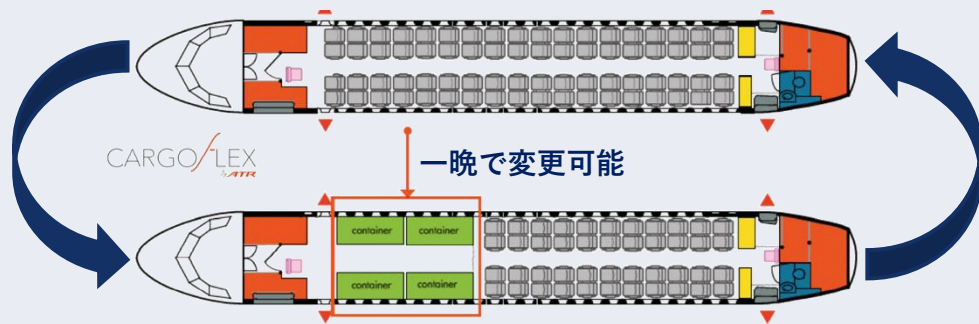 CARGOFLEX
by ATR
一晩で変更可能
container container
container container